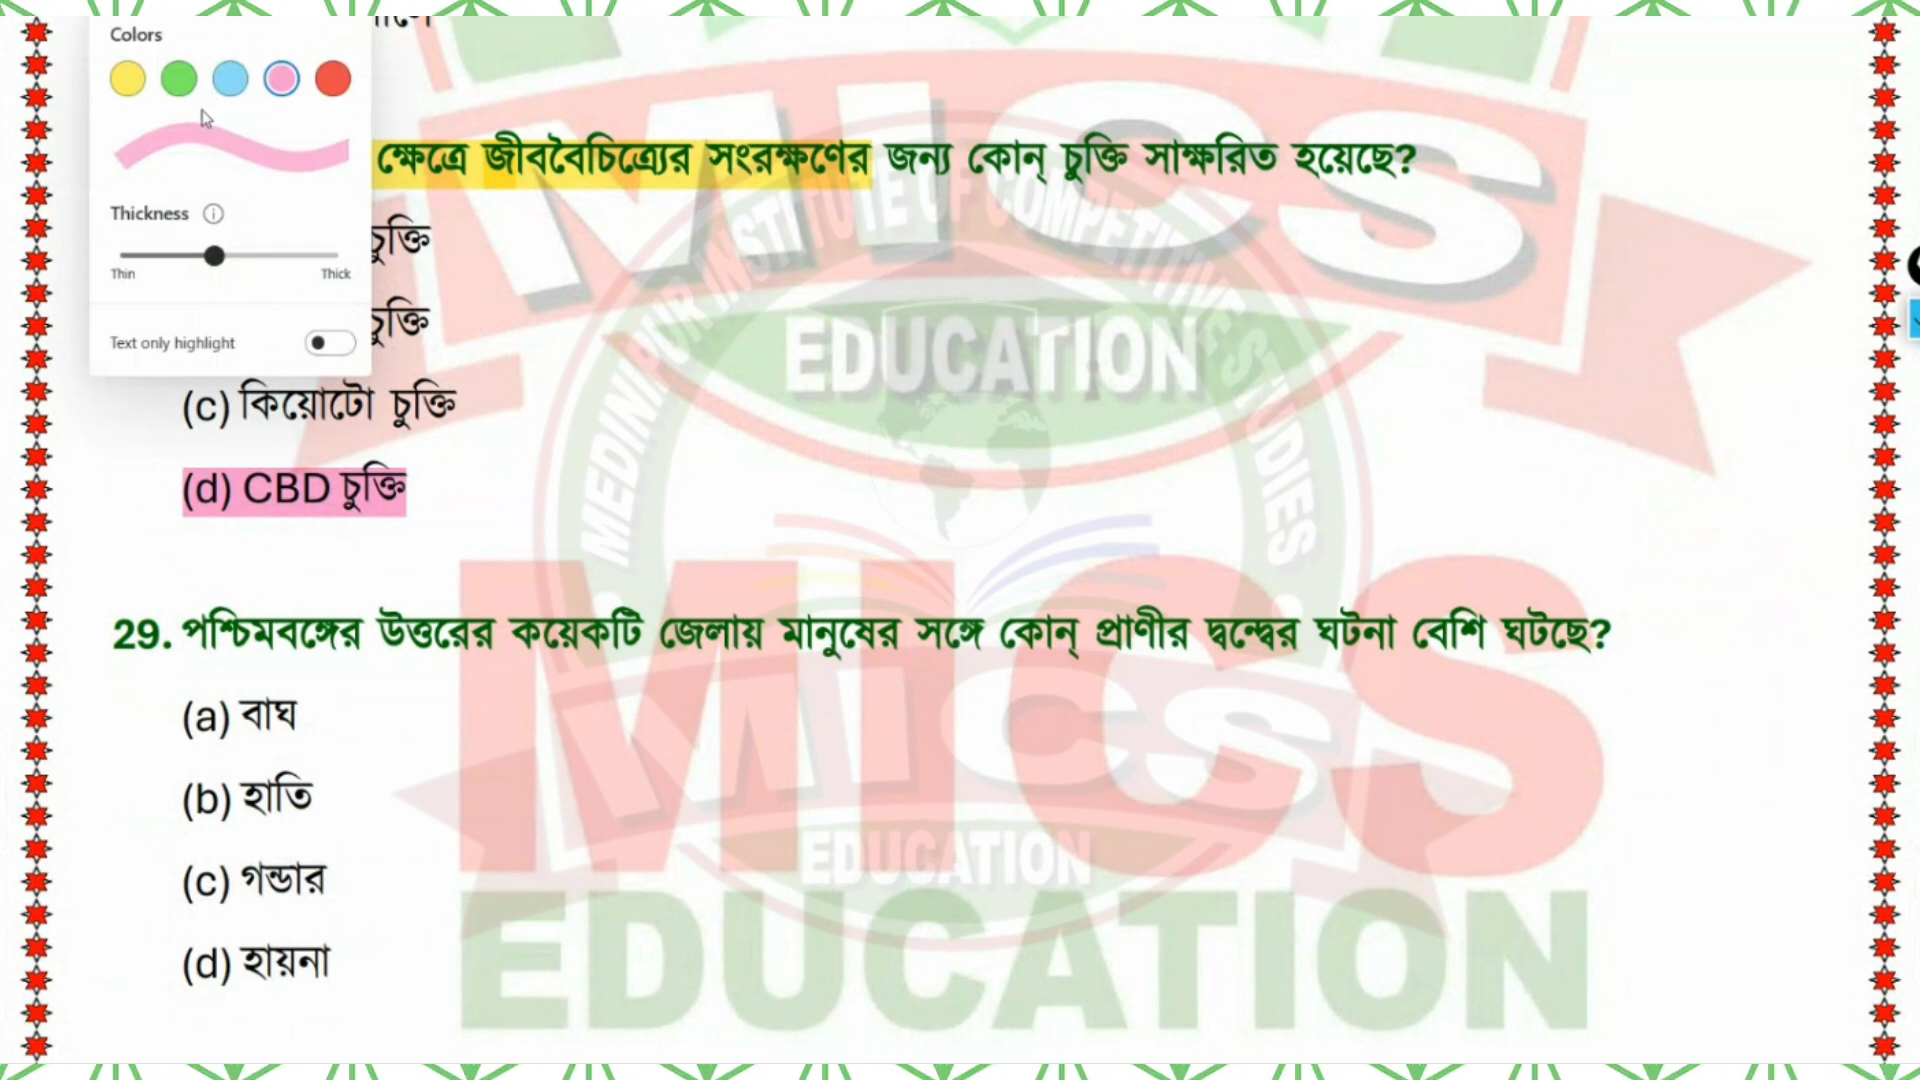 Colors
ক্ষেত্রে জীববৈচিত্র্যের সংরক্ষণের জন্য কোন্ চুক্তি সাক্ষরিত হয়েছে?
Thickness
চুক্তি
Thin Thick
চুক্তি
Text only highlight
(c) কিয়োটো চুক্তি
(d) CBD চুক্তি
29. পশ্চিমবঙ্গের উত্তরের কয়েকটি জেলায় মানুষের সঙ্গে কোন্ প্রাণীর দ্বন্দ্বের ঘটনা বেশি ঘটছে?
(a) বাঘ
(b) হাতি
(c) গন্ডার
(d) হায়না
MICS
MEDINIPUR INSTITUTE OF COMPETITIVE STUDIES
EDUCATION
MICS
MICS
EDUCATION
EDUCATION